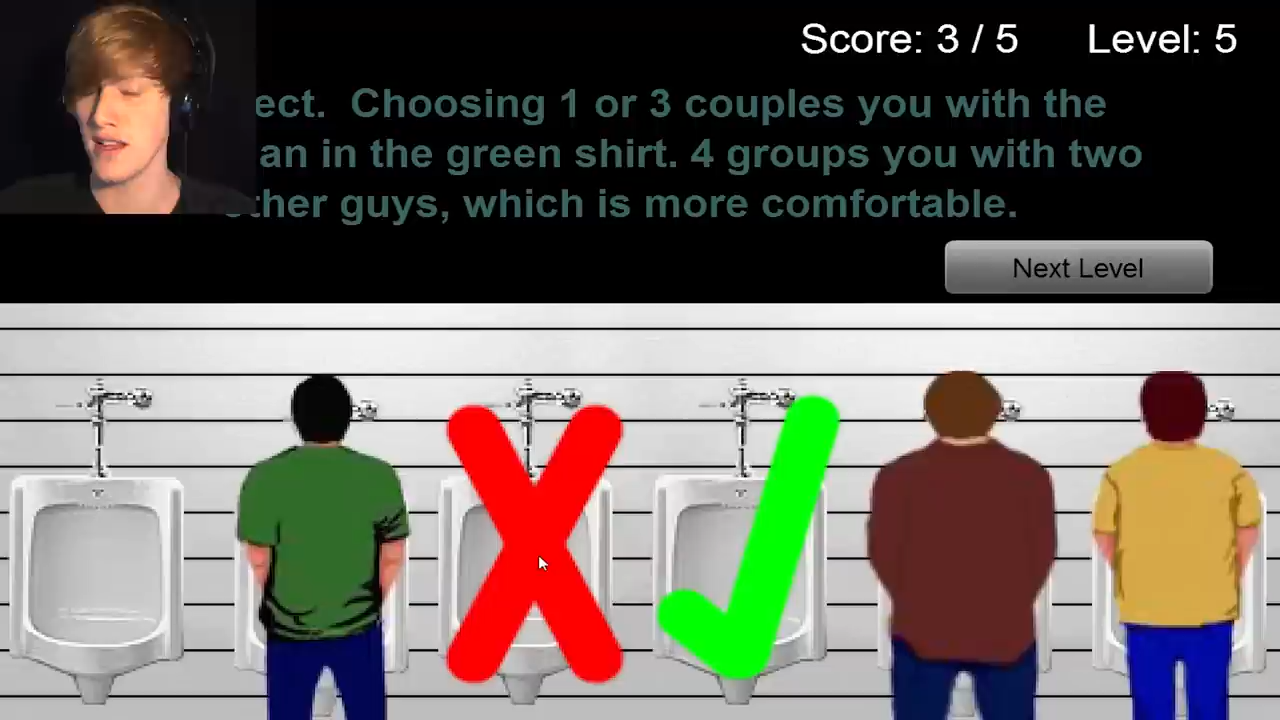 Score: 3 / 5 Level: 5
ect. Choosing 1 or 3 couples you with the
an in the green shirt. 4 groups you with two
other guys, which is more comfortable.
Next Level